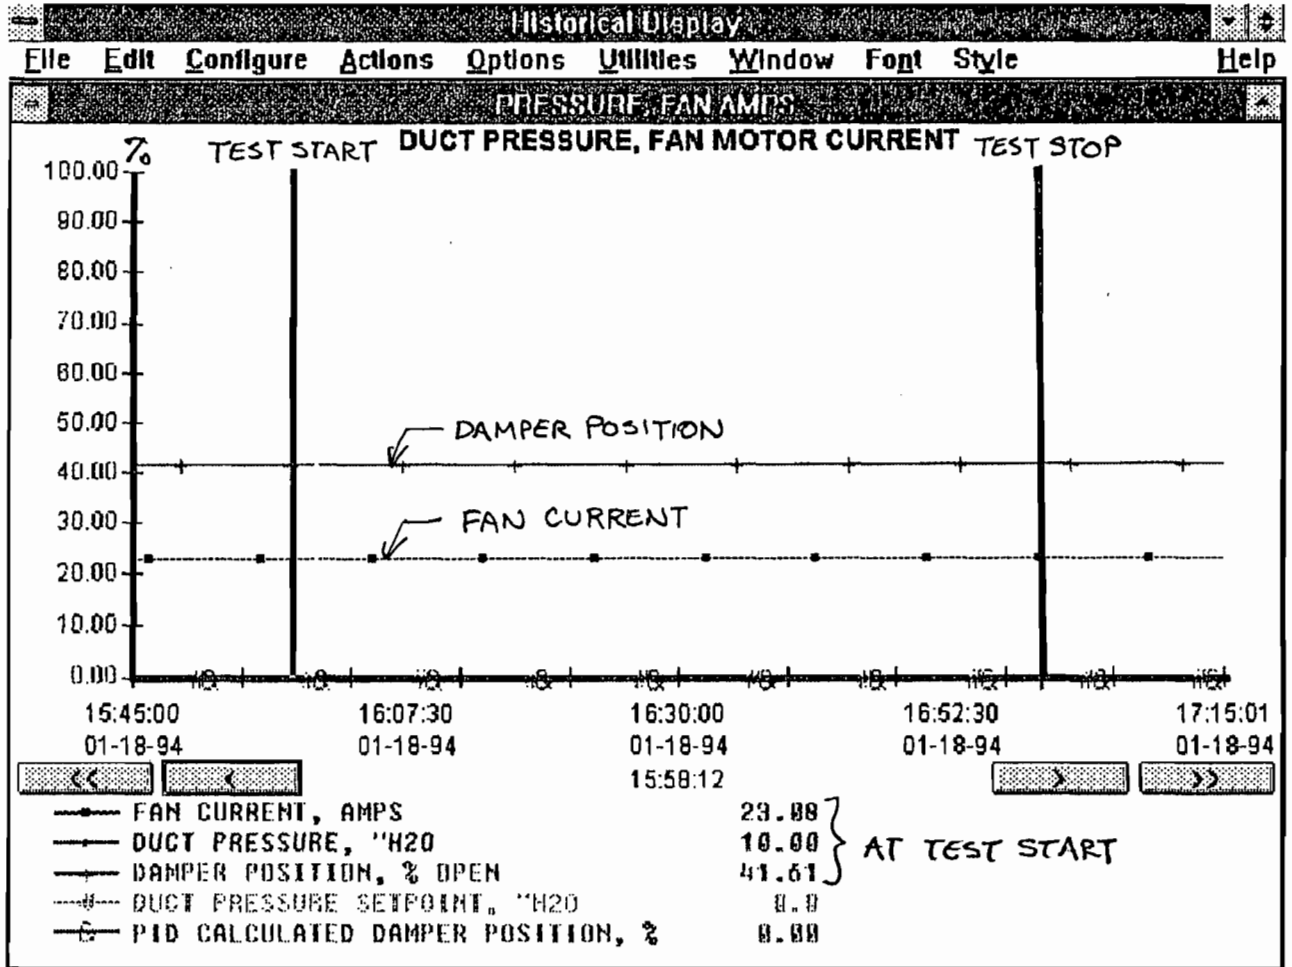 Historical Display
File Edit Configure Actions Options Utilities Window Font Style Help
PRESSURE, FAN AMPS
DUCT PRESSURE, FAN MOTOR CURRENT
% TEST START TEST STOP
100.00
90.00
80.00
70.00
60.00
50.00
DAMPER POSITION
40.00
30.00
FAN CURRENT
20.00
10.00
0.00
15:45:00 16:07:30 16:30:00 16:52:30 17:15:01
01-18-94 01-18-94 01-18-94 01-18-94 01-18-94
<< < 15:58:12 > >>
FAN CURRENT, AMPS 23.08
DUCT PRESSURE, "H2O 10.00
AT TEST START
DAMPER POSITION, % OPEN 41.61
DUCT PRESSURE SETPOINT, "H2O 0.0
PID CALCULATED DAMPER POSITION, % 0.00